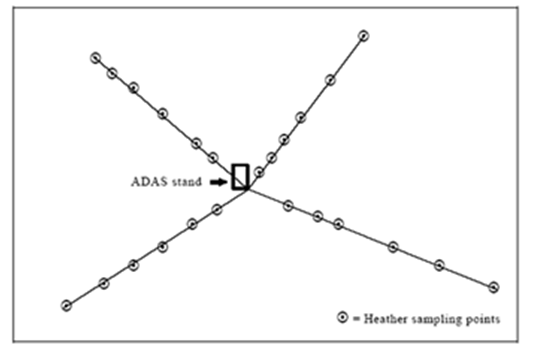 ADAS stand
= Heather sampling points